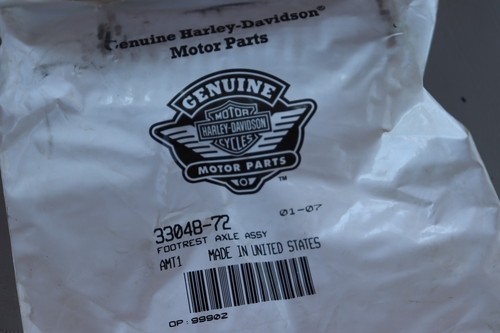 Genuine Harley-Davidson®
Motor Parts
GENUINE
MOTOR
HARLEY-DAVIDSON
CYCLES
MOTOR PARTS
TM
33048-72 01-07
FOOTREST AXLE ASSY
AMT1 MADE IN UNITED STATES
DP: 99902